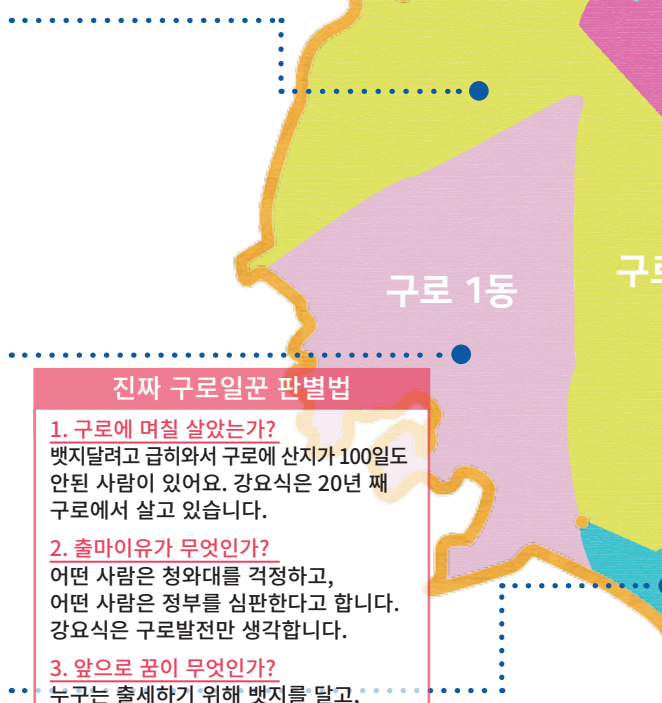 구로 1동
구로
진짜 구로일꾼 판별법
1. 구로에 며칠 살았는가?
뱃지달려고 급히와서 구로에 산지가 100일도
안된 사람이 있어요. 강요식은 20년 째
구로에서 살고 있습니다.
2. 출마이유가 무엇인가?
어떤 사람은 청와대를 걱정하고,
어떤 사람은 정부를 심판한다고 합니다.
강요식은 구로발전만 생각합니다.
3. 앞으로 꿈이 무엇인가?
누구는 출세하기 위해 뱃지를 달고,